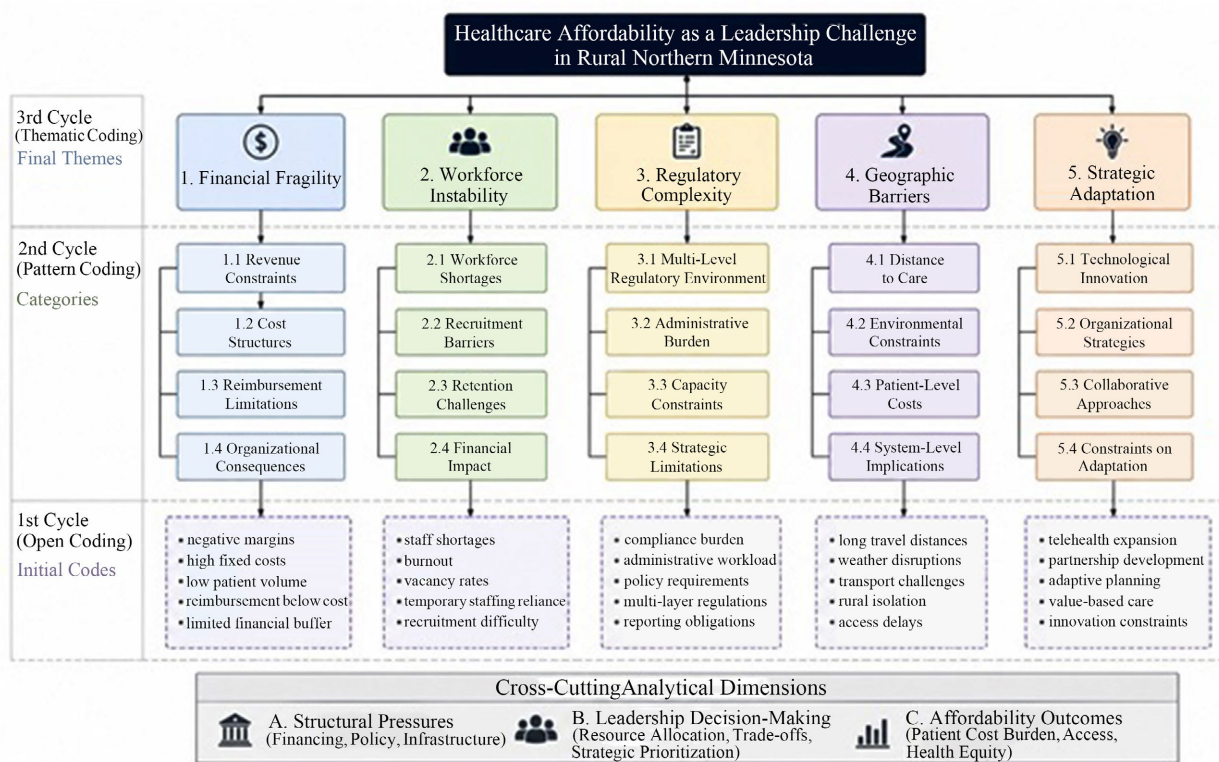 Healthcare Affordability as a Leadership Challenge
in Rural Northern Minnesota
3rd Cycle
(Thematic Coding)
Final Themes
1. Financial Fragility
2. Workforce
Instability
3. Regulatory
Complexity
4. Geographic
Barriers
5. Strategic
Adaptation
2nd Cycle
(Pattern Coding)
Categories
1.1 Revenue
Constraints
1.2 Cost
Structures
1.3 Reimbursement
Limitations
1.4 Organizational
Consequences
2.1 Workforce
Shortages
2.2 Recruitment
Barriers
2.3 Retention
Challenges
2.4 Financial
Impact
3.1 Multi-Level
Regulatory Environment
3.2 Administrative
Burden
3.3 Capacity
Constraints
3.4 Strategic
Limitations
4.1 Distance
to Care
4.2 Environmental
Constraints
4.3 Patient-Level
Costs
4.4 System-Level
Implications
5.1 Technological
Innovation
5.2 Organizational
Strategies
5.3 Collaborative
Approaches
5.4 Constraints on
Adaptation
1st Cycle
(Open Coding)
Initial Codes
• negative margins
• high fixed costs
• low patient volume
• reimbursement below cost
• limited financial buffer
• staff shortages
• burnout
• vacancy rates
• temporary staffing reliance
• recruitment difficulty
• compliance burden
• administrative workload
• policy requirements
• multi-layer regulations
• reporting obligations
• long travel distances
• weather disruptions
• transport challenges
• rural isolation
• access delays
• telehealth expansion
• partnership development
• adaptive planning
• value-based care
• innovation constraints
Cross-CuttingAnalytical Dimensions
A. Structural Pressures
(Financing, Policy, Infrastructure)
B. Leadership Decision-Making
(Resource Allocation, Trade-offs,
Strategic Prioritization)
C. Affordability Outcomes
(Patient Cost Burden, Access,
Health Equity)
$